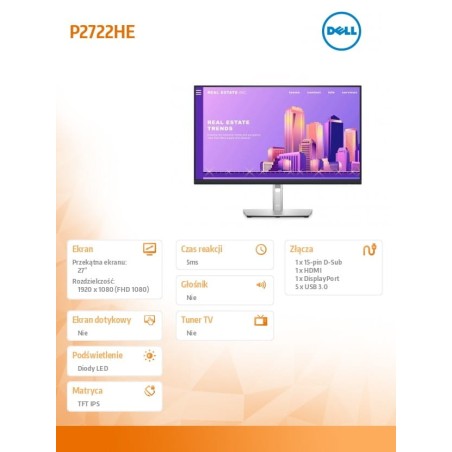 P2722HE
DELL
REAL ESTATE
REAL ESTATE
TRENDS
Ekran
Przekątna ekranu:
27"
Rozdzielczość:
1920 x 1080 (FHD 1080)
Ekran dotykowy
Nie
Podświetlenie
Diody LED
Matryca
TFT IPS
Czas reakcji
5ms
Głośnik
Nie
Tuner TV
Nie
Złącza
1 x 15-pin D-Sub
1 x HDMI
1 x DisplayPort
5 x USB 3.0